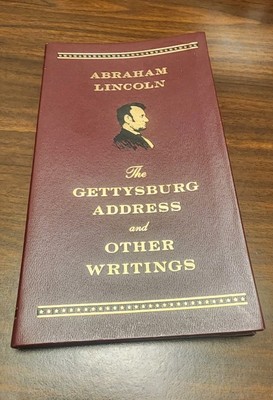 ABRAHAM
LINCOLN
The
GETTYSBURG
ADDRESS
and
OTHER
WRITINGS